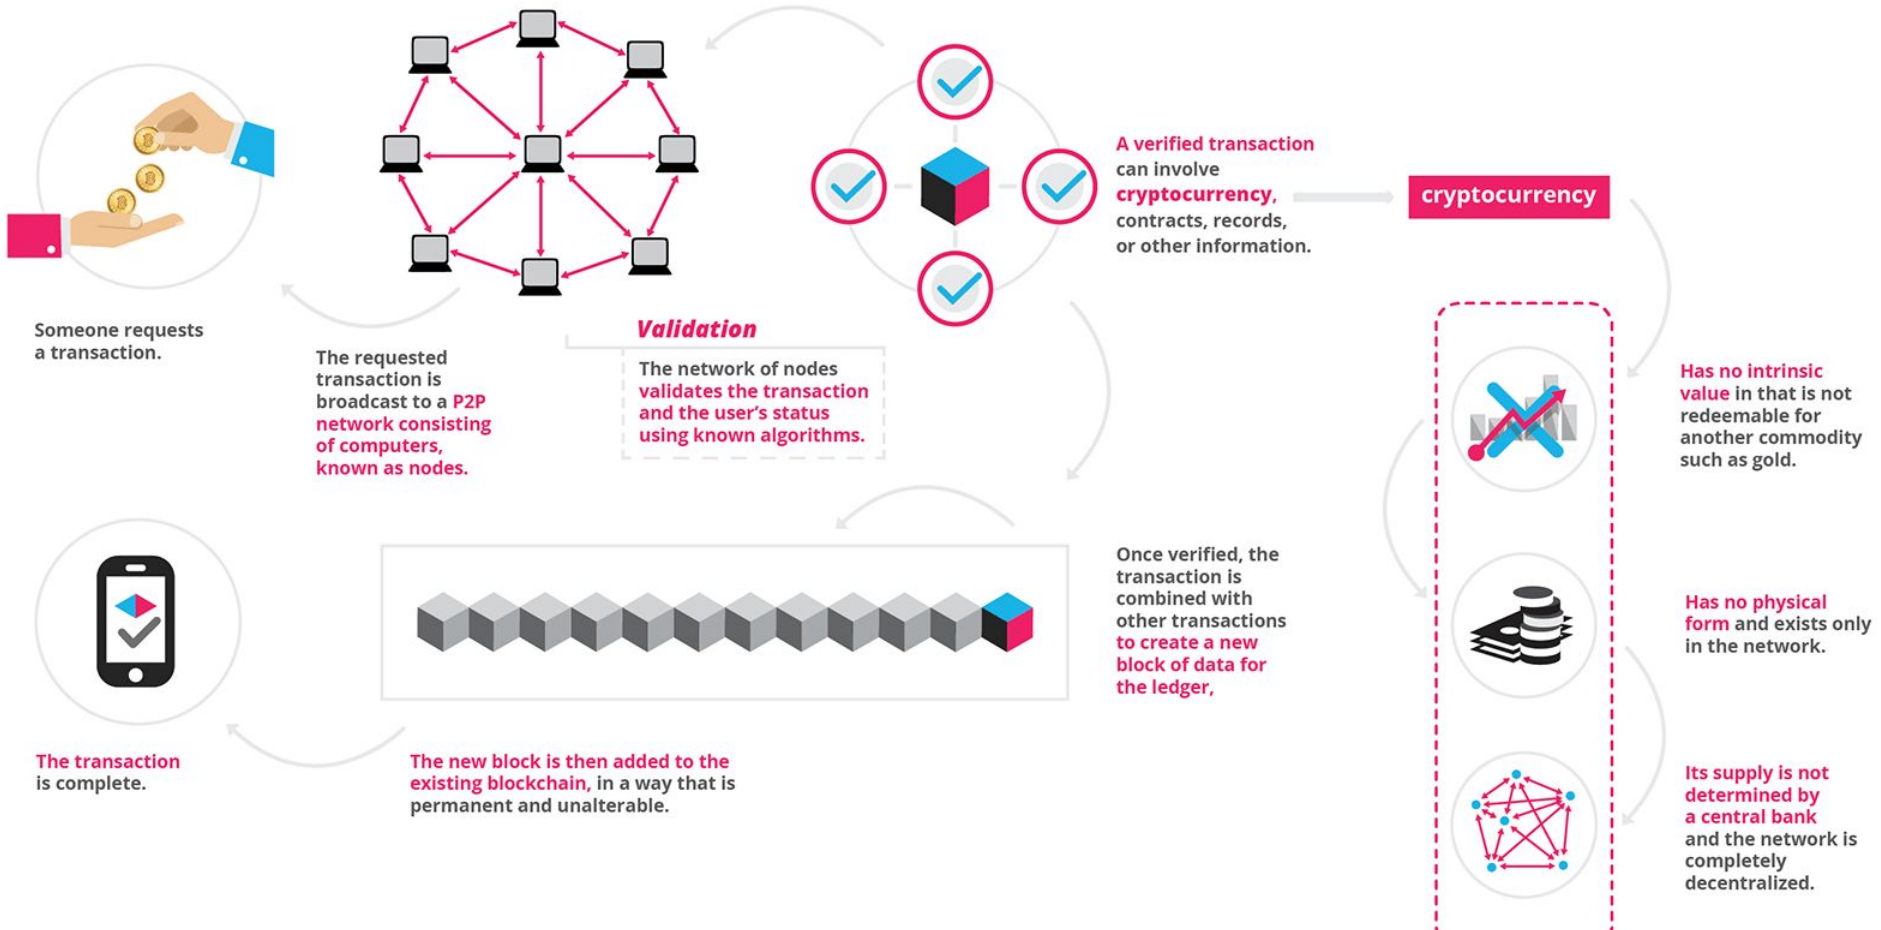 Someone requests
a transaction.
The requested
transaction is
broadcast to a P2P
network consisting
of computers,
known as nodes.
Validation
The network of nodes
validates the transaction
and the user's status
using known algorithms.
A verified transaction
can involve
cryptocurrency,
contracts, records,
or other information.
cryptocurrency
Has no intrinsic
value in that is not
redeemable for
another commodity
such as gold.
Has no physical
form and exists only
in the network.
Its supply is not
determined by
a central bank
and the network is
completely
decentralized.
Once verified, the
transaction is
combined with
other transactions
to create a new
block of data for
the ledger,
The new block is then added to the
existing blockchain, in a way that is
permanent and unalterable.
The transaction
is complete.